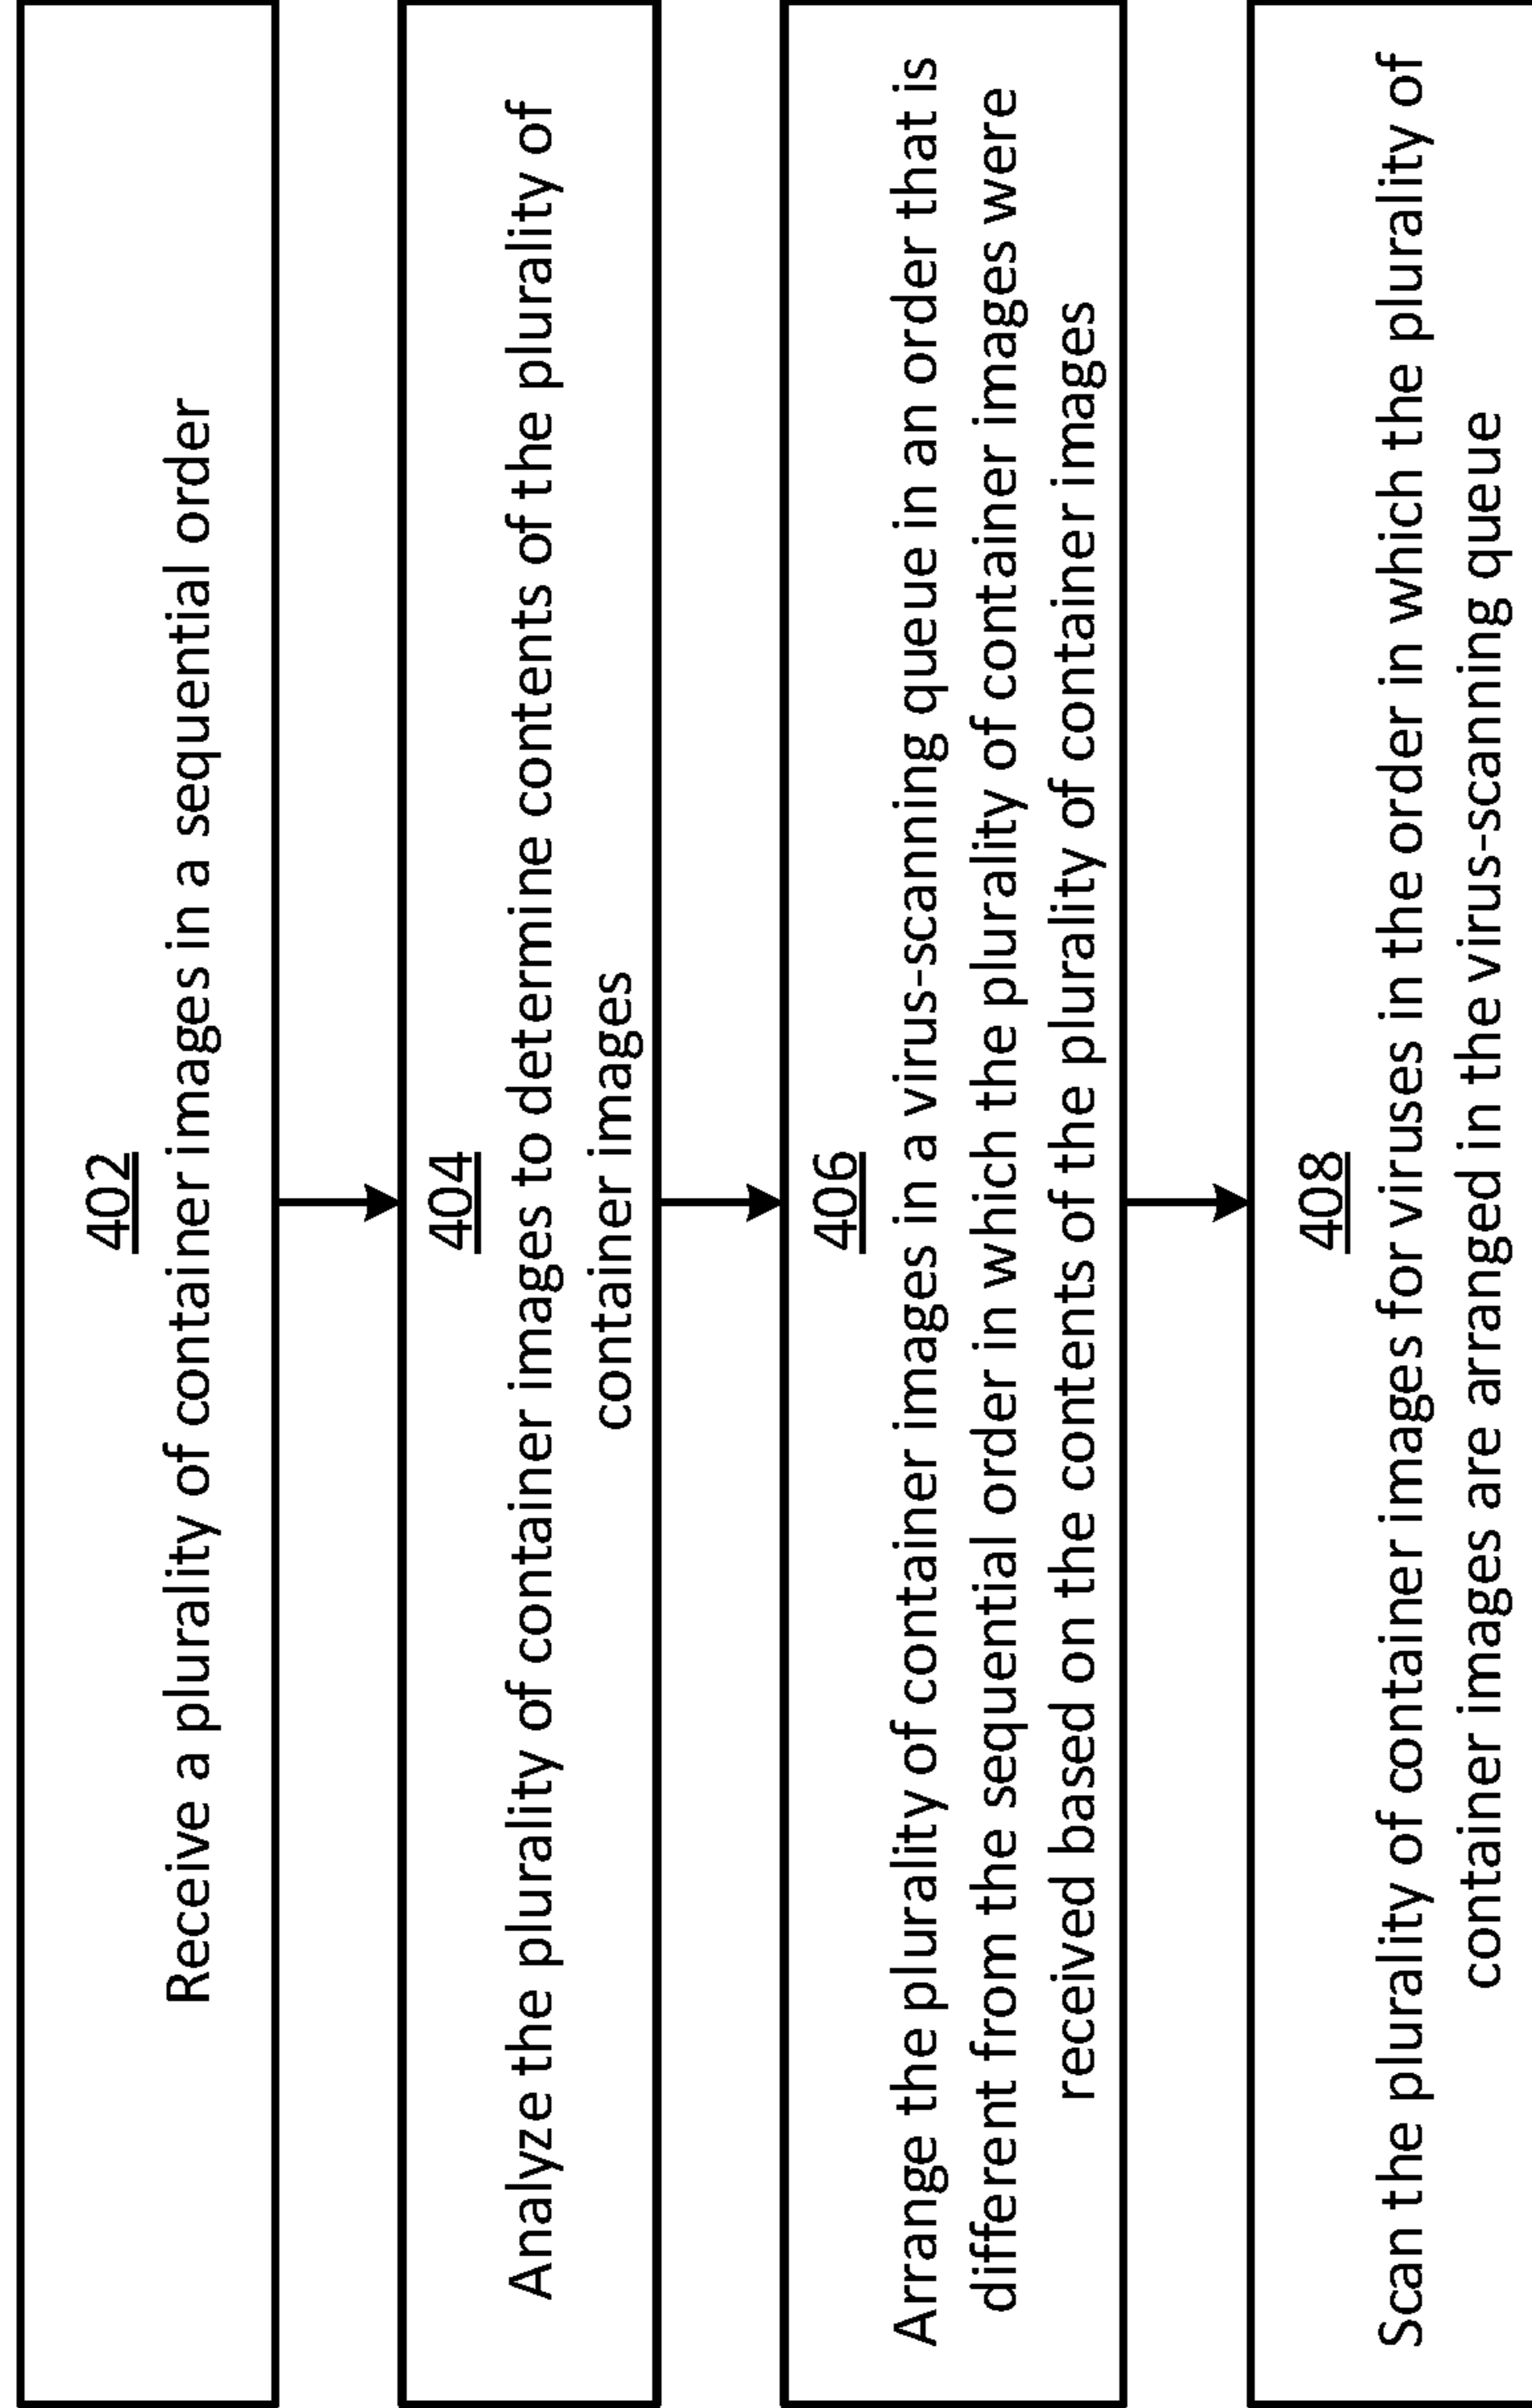 402
Receive a plurality of container images in a sequential order
404
Analyze the plurality of container images to determine contents of the plurality of
container images
406
Arrange the plurality of container images in a virus-scanning queue in an order that is
different from the sequential order in which the plurality of container images were
received based on the contents of the plurality of container images
408
Scan the plurality of container images for viruses in the order in which the plurality of
container images are arranged in the virus-scanning queue